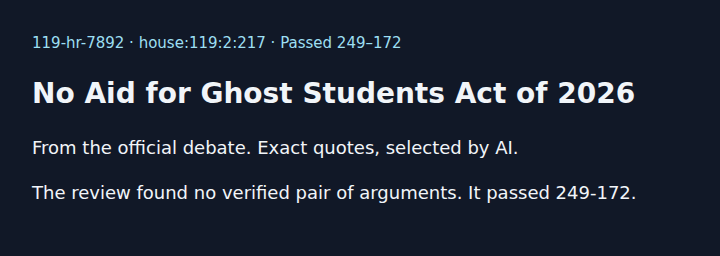 119-hr-7892 · house:119:2:217 · Passed 249–172
No Aid for Ghost Students Act of 2026
From the official debate. Exact quotes, selected by AI.
The review found no verified pair of arguments. It passed 249-172.